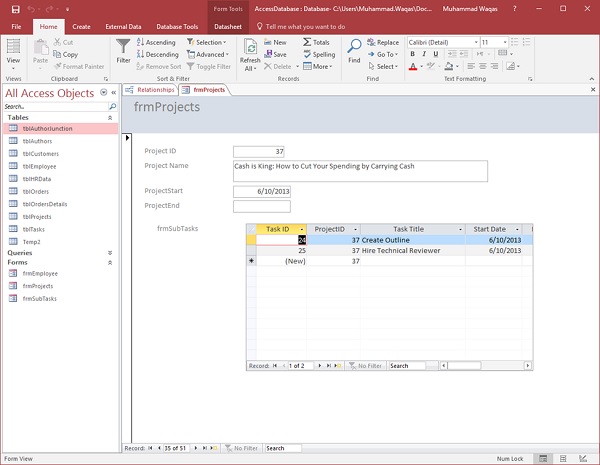 Form Tools
AccessDatabase : Database- C:\Users\Muhammad.Waqas\Doc...
Muhammad Waqas
File
Home
Create
External Data
Database Tools
Datasheet
Tell me what you want to do
View
Paste
Cut
Copy
Format Painter
Filter
Ascending
Descending
Remove Sort
Selection
Advanced
Toggle Filter
Refresh All
New
Save
Delete
Totals
Spelling
More
Find
Replace
Go To
Select
Calibri (Detail)
11
B I U
Views
Clipboard
Sort & Filter
Records
Find
Text Formatting
All Access Objects
Search...
Tables
tblAuthorJunction
tblAuthors
tblCustomers
tblEmployee
tblHRData
tblOrders
tblOrdersDetails
tblProjects
tblTasks
Temp2
Queries
Forms
frmEmployee
frmProjects
frmSubTasks
Relationships
frmProjects
frmProjects
Project ID 37
Project Name Cash is King: How to Cut Your Spending by Carrying Cash
ProjectStart 6/10/2013
ProjectEnd
frmSubTasks
Task ID ProjectID Task Title Start Date
24 37 Create Outline 6/10/2013
25 37 Hire Technical Reviewer 6/10/2013
(New) 37
Record: 1 of 2 No Filter Search
Record: 35 of 51 No Filter Search
Form View
Num Lock